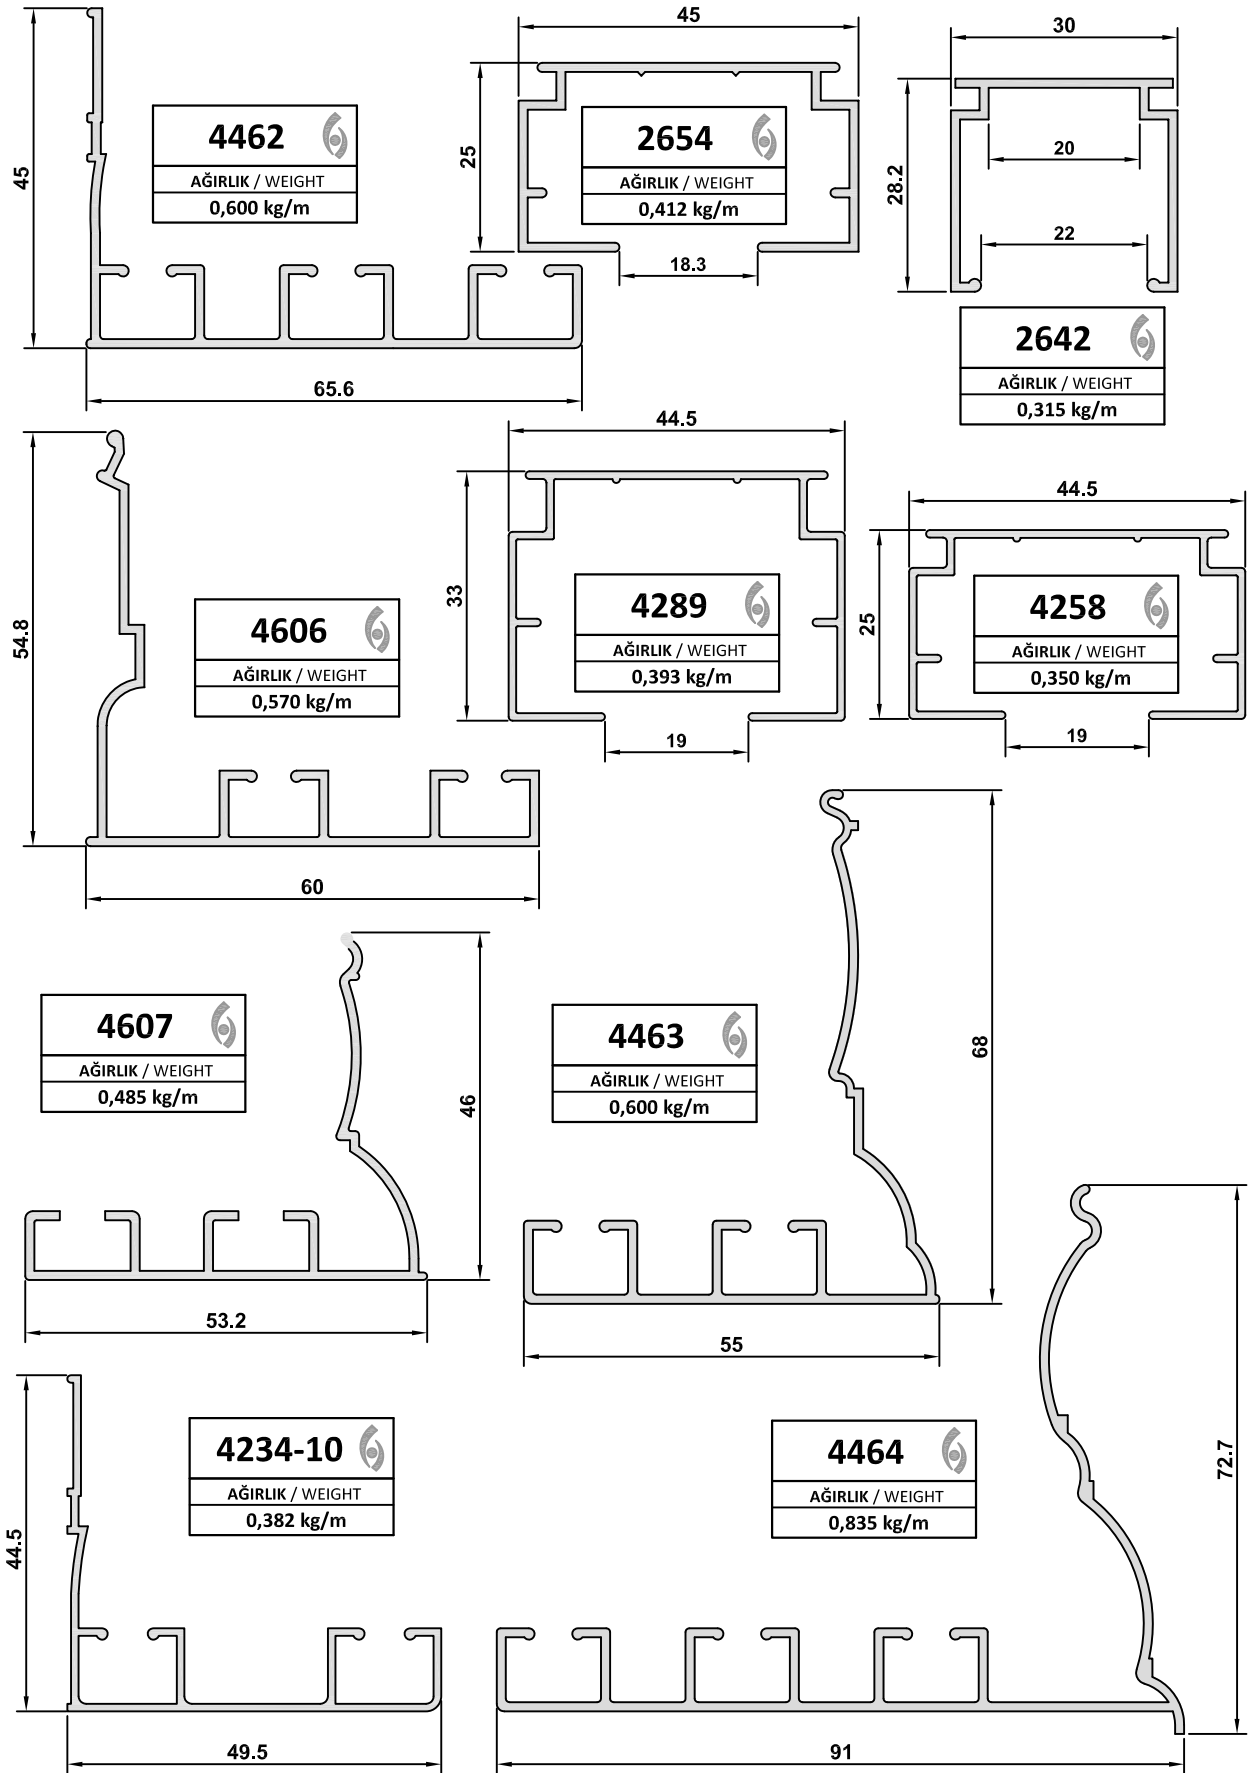 45
30
4462
AĞIRLIK / WEIGHT
0,600 kg/m
45
25
2654
AĞIRLIK / WEIGHT
0,412 kg/m
18.3
28.2
20
22
2642
AĞIRLIK / WEIGHT
0,315 kg/m
65.6
44.5
44.5
54.8
4606
AĞIRLIK / WEIGHT
0,570 kg/m
33
4289
AĞIRLIK / WEIGHT
0,393 kg/m
19
25
4258
AĞIRLIK / WEIGHT
0,350 kg/m
19
60
4607
AĞIRLIK / WEIGHT
0,485 kg/m
46
53.2
4463
AĞIRLIK / WEIGHT
0,600 kg/m
68
55
44.5
4234-10
AĞIRLIK / WEIGHT
0,382 kg/m
49.5
4464
AĞIRLIK / WEIGHT
0,835 kg/m
72.7
91